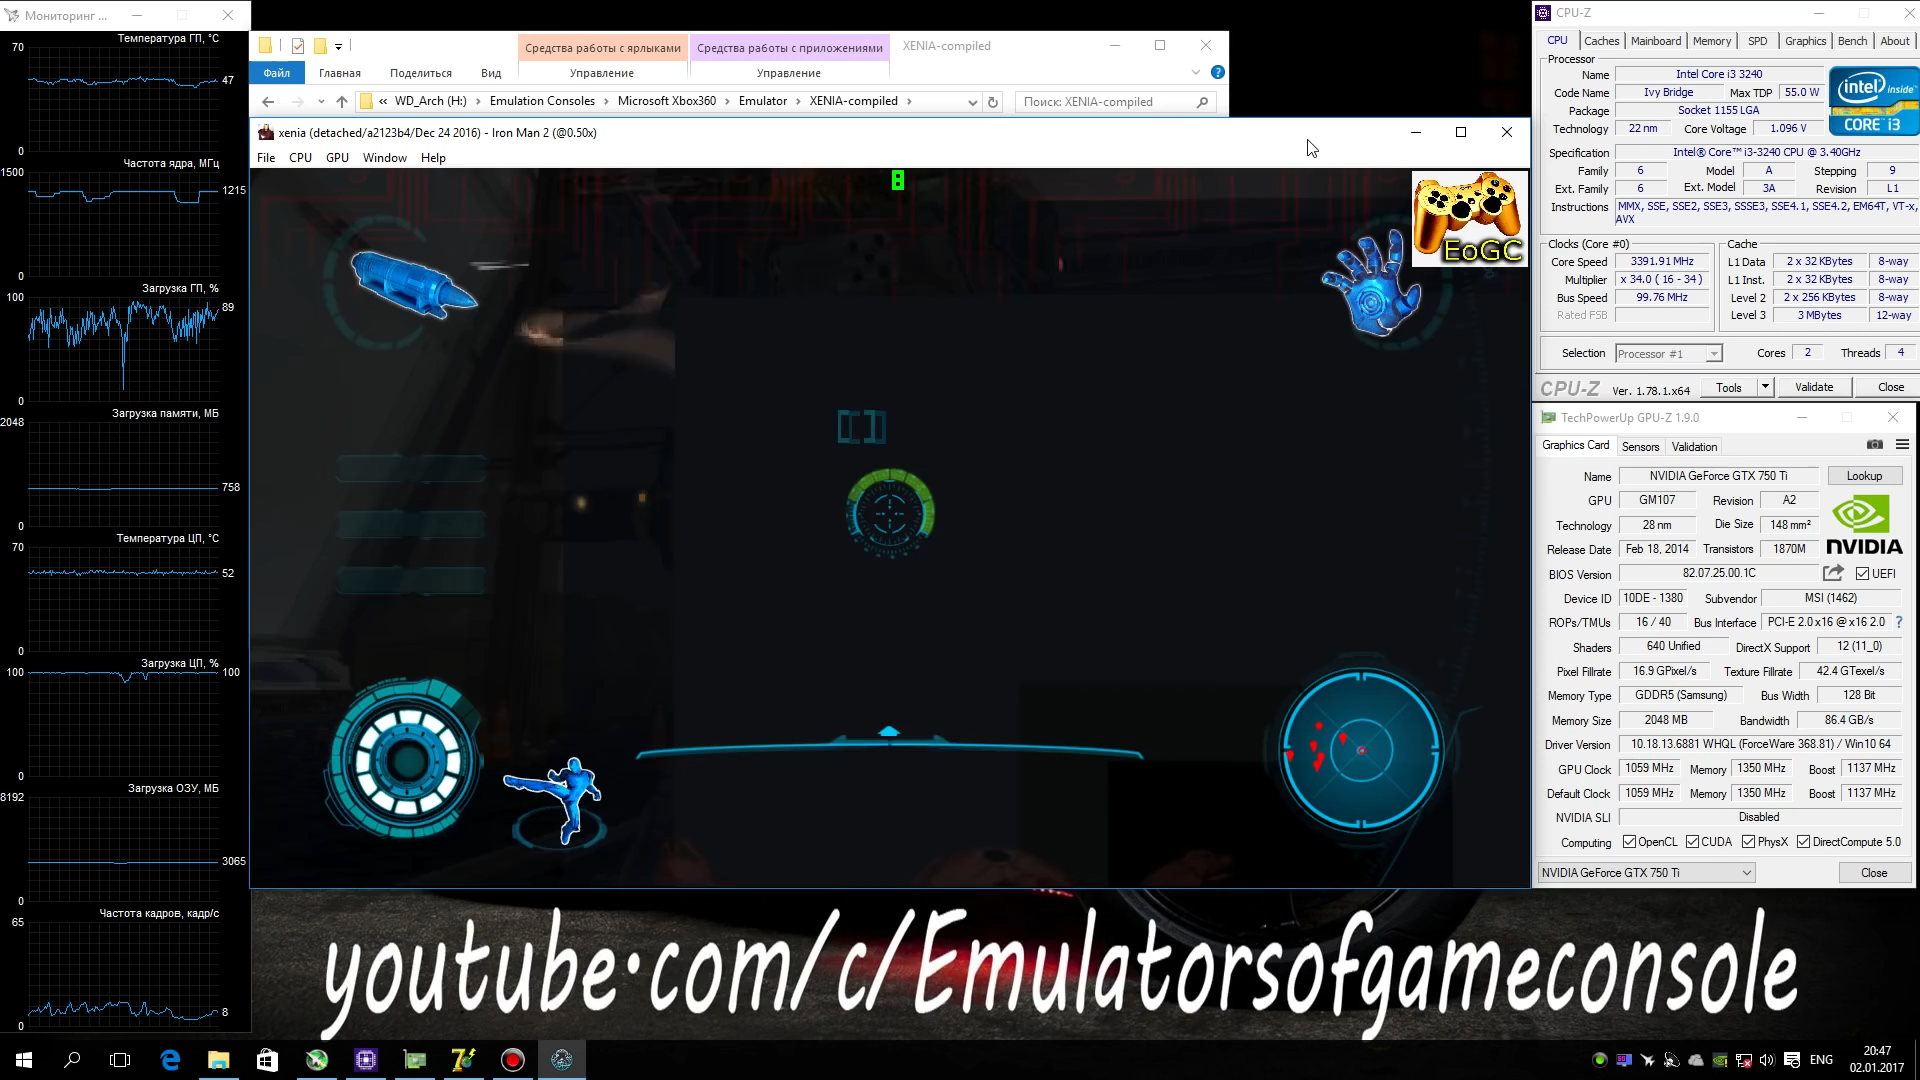 Мониторинг ...
Температура ГП, °C
70
47
0
Частота ядра, МГц
1500
1215
0
Загрузка ГП, %
100
89
0
Загрузка памяти, МБ
2048
758
0
Температура ЦП, °C
70
52
0
Загрузка ЦП, %
100
100
0
Загрузка ОЗУ, МБ
8192
3065
0
Частота кадров, кадр/с
65
8
0
Средства работы с ярлыками
Средства работы с приложениями
XENIA-compiled
Файл
Главная
Поделиться
Вид
Управление
Управление
« WD_Arch (H:) › Emulation Consoles › Microsoft Xbox360 › Emulator › XENIA-compiled ›
Поиск: XENIA-compiled
xenia (detached/a2123b4/Dec 24 2016) - Iron Man 2 (@0.50x)
File CPU GPU Window Help
8
EoGC
CPU-Z
CPU Caches Mainboard Memory SPD Graphics Bench About
Processor
Name Intel Core i3 3240
Code Name Ivy Bridge Max TDP 55.0 W
Package Socket 1155 LGA
Technology 22 nm Core Voltage 1.096 V
intel inside™
CORE i3
Specification Intel® Core™ i3-3240 CPU @ 3.40GHz
Family 6 Model A Stepping 9
Ext. Family 6 Ext. Model 3A Revision L1
Instructions MMX, SSE, SSE2, SSE3, SSSE3, SSE4.1, SSE4.2, EM64T, VT-x,
AVX
Clocks (Core #0)
Core Speed 3391.91 MHz
Multiplier x 34.0 ( 16 - 34 )
Bus Speed 99.76 MHz
Rated FSB
Cache
L1 Data 2 x 32 KBytes 8-way
L1 Inst. 2 x 32 KBytes 8-way
Level 2 2 x 256 KBytes 8-way
Level 3 3 MBytes 12-way
Selection Processor #1 Cores 2 Threads 4
CPU-Z Ver. 1.78.1.x64 Tools Validate Close
TechPowerUp GPU-Z 1.9.0
Graphics Card Sensors Validation
Name NVIDIA GeForce GTX 750 Ti Lookup
GPU GM107 Revision A2
Technology 28 nm Die Size 148 mm²
Release Date Feb 18, 2014 Transistors 1870M
NVIDIA
BIOS Version 82.07.25.00.1C UEFI
Device ID 10DE - 1380 Subvendor MSI (1462)
ROPs/TMUs 16 / 40 Bus Interface PCI-E 2.0 x16 @ x16 2.0 ?
Shaders 640 Unified DirectX Support 12 (11_0)
Pixel Fillrate 16.9 GPixel/s Texture Fillrate 42.4 GTexel/s
Memory Type GDDR5 (Samsung) Bus Width 128 Bit
Memory Size 2048 MB Bandwidth 86.4 GB/s
Driver Version 10.18.13.6881 WHQL (ForceWare 368.81) / Win10 64
GPU Clock 1059 MHz Memory 1350 MHz Boost 1137 MHz
Default Clock 1059 MHz Memory 1350 MHz Boost 1137 MHz
NVIDIA SLI Disabled
Computing OpenCL CUDA PhysX DirectCompute 5.0
NVIDIA GeForce GTX 750 Ti Close
youtube.com/c/Emulatorsofgameconsole
ENG
20:47
02.01.2017